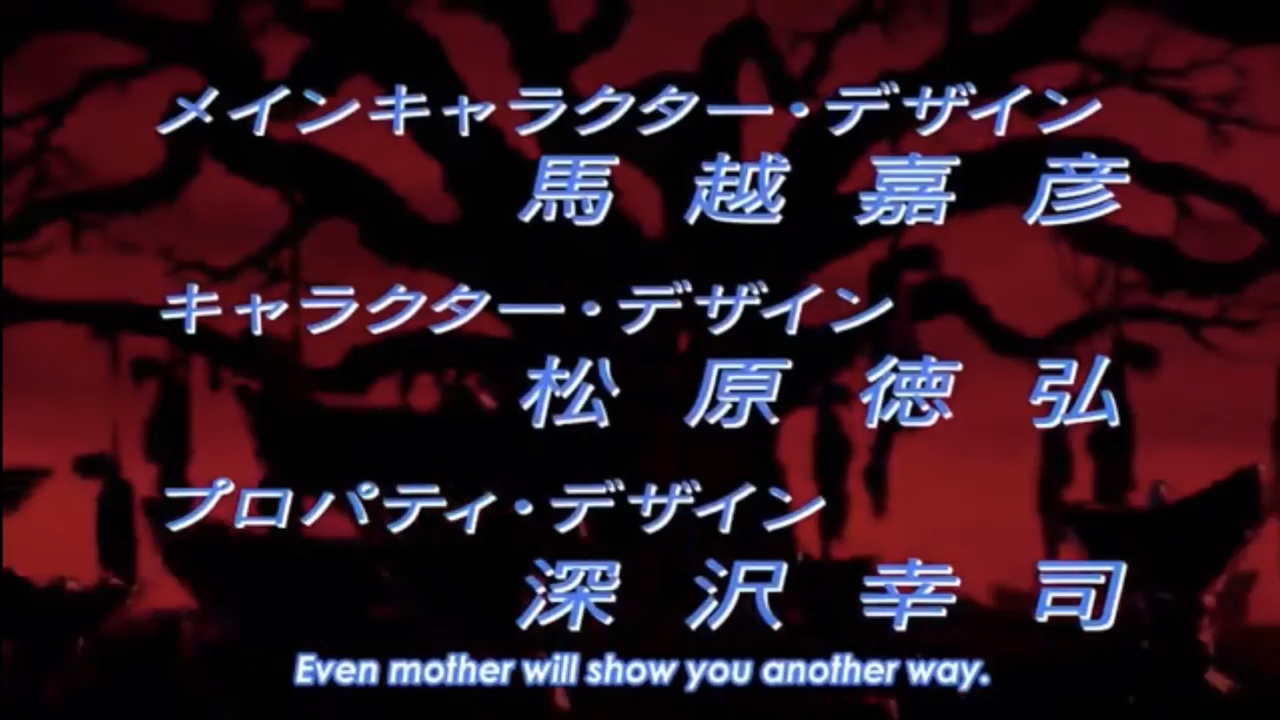 メインキャラクター・デザイン
馬越嘉彦
キャラクター・デザイン
松原徳弘
プロパティ・デザイン
深沢幸司
Even mother will show you another way.